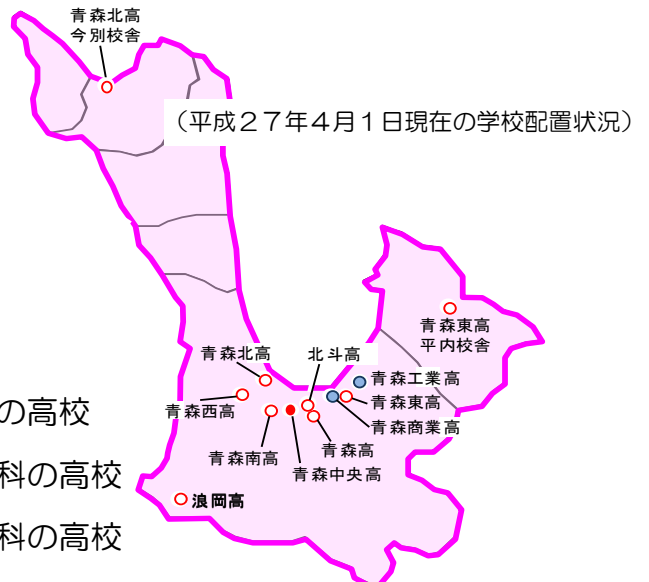 青森北高
今別校舎
（平成２７年４月１日現在の学校配置状況）
青森東高
平内校舎
青森北高
北斗高
青森工業高
青森西高
青森東高
青森商業高
青森南高
青森高
青森中央高
の高校
科の高校
浪岡高
科の高校